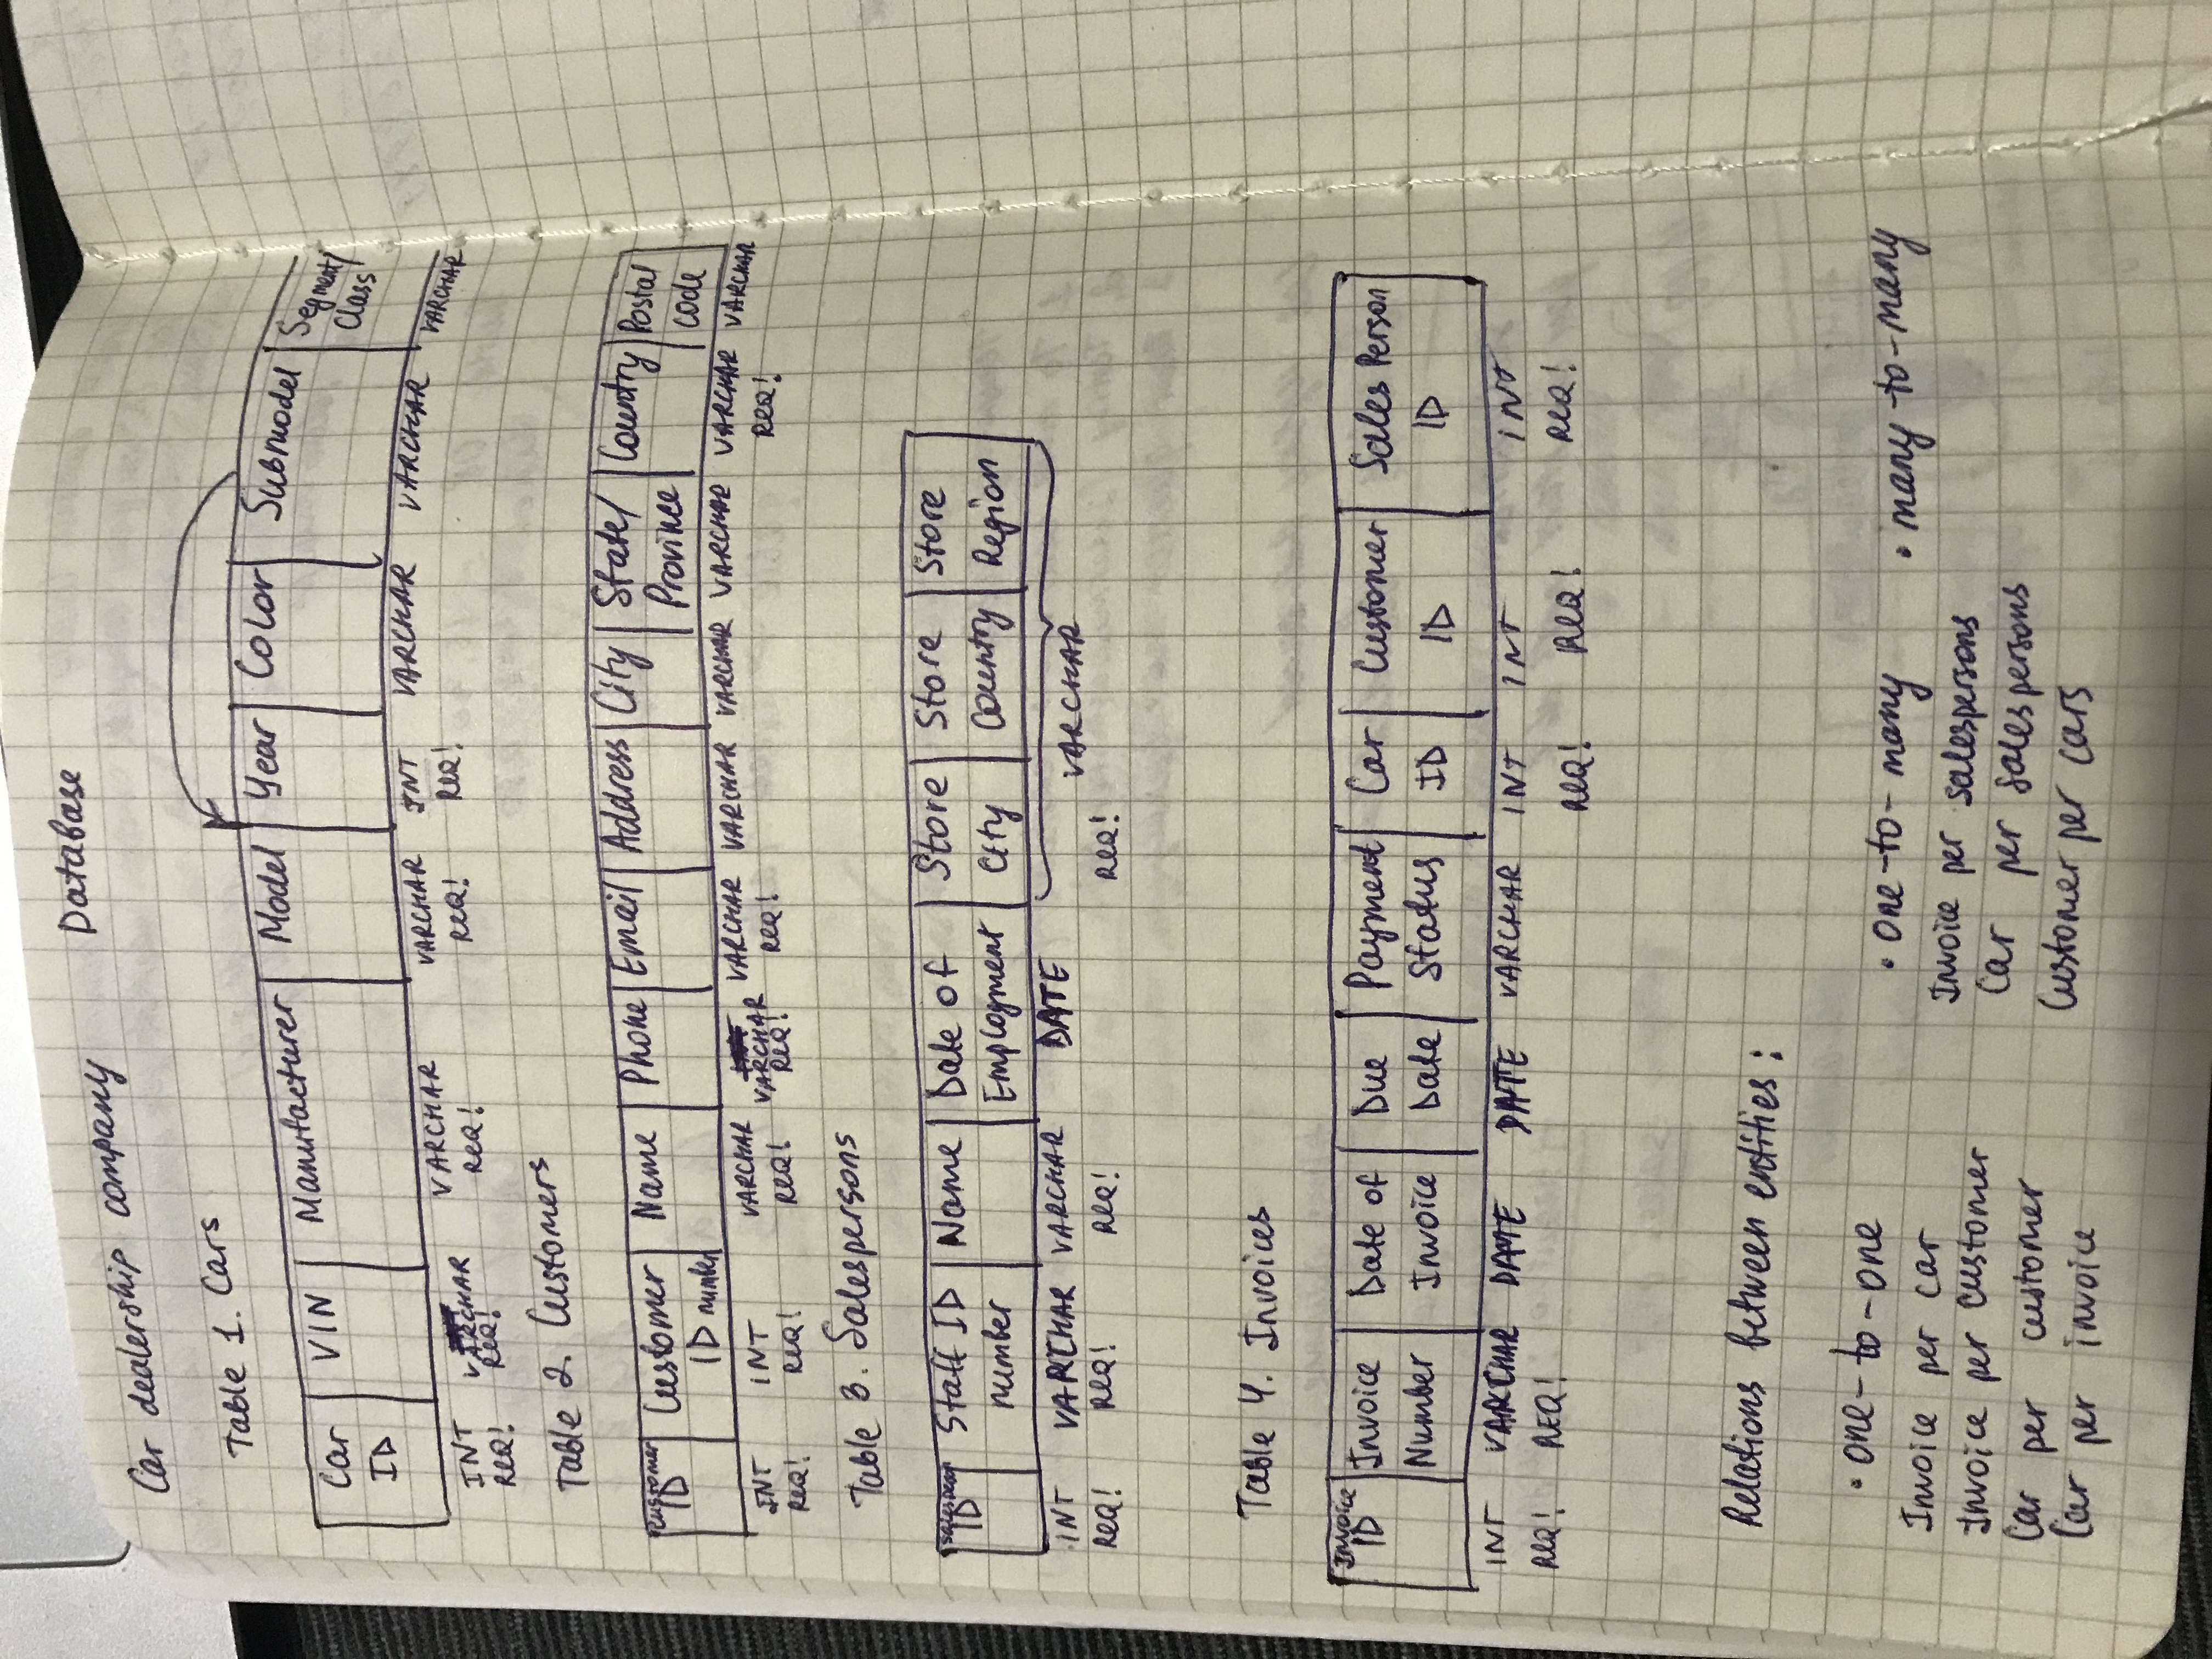 Database
Car dealership company
Table 1. Cars
Car ID VIN Manufacturer Model Year Color Submodel Segment/Class
INT VARCHAR VARCHAR VARCHAR INT VARCHAR VARCHAR VARCHAR
REQ! REQ! REQ! REQ! REQ!
Table 2. Customers
Customer ID Customer ID number Name Phone Email Address City State/Province Country Postal code
INT INT VARCHAR VARCHAR VARCHAR VARCHAR VARCHAR VARCHAR VARCHAR VARCHAR
REQ! REQ! REQ! REQ! REQ! REQ!
Table 3. Salespersons
Salesperson ID Staff ID number Name Date of Employment Store City Store Country Store Region
INT VARCHAR VARCHAR DATE VARCHAR
REQ! REQ! REQ! REQ!
Table 4. Invoices
Invoice ID Invoice Number Date of Invoice Due Date Payment Status Car ID Customer ID Sales Person ID
INT VARCHAR DATE DATE VARCHAR INT INT INT
REQ! REQ! REQ! REQ! REQ!
Relations between entities:
• one-to-one
Invoice per car
Invoice per customer
Car per customer
Car per invoice
• one-to-many
Invoice per salespersons
Car per salespersons
Customer per cars
• many-to-many